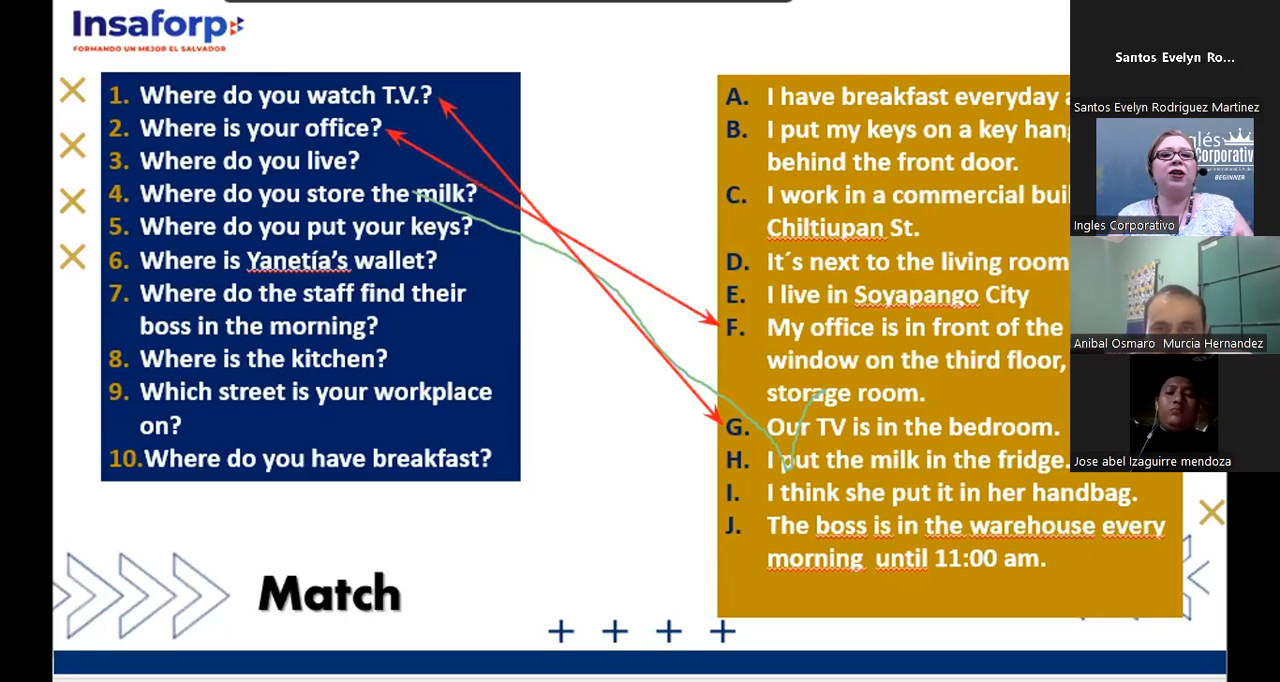 Insaforp
FORMANDO UN MEJOR EL SALVADOR
1. Where do you watch T.V.?
2. Where is your office?
3. Where do you live?
4. Where do you store the milk?
5. Where do you put your keys?
6. Where is Yanetía’s wallet?
7. Where do the staff find their
boss in the morning?
8. Where is the kitchen?
9. Which street is your workplace
on?
10. Where do you have breakfast?
Match
A. I have breakfast everyday
B. I put my keys on a key
behind the front door.
C. I work in a commercial
Chiltiupan St.
D. It´s next to the living room
E. I live in Soyapango City
F. My office is in front of the
window on the third floor,
storage room.
G. Our TV is in the bedroom.
H. I put the milk in the fridge.
I. I think she put it in her handbag.
J. The boss is in the warehouse every
morning until 11:00 am.
Santos Evelyn Ro...
Santos Evelyn Rodriguez Martinez
Corporativ
BEGINNER
Ingles Corporativo
Anibal Osmaro Murcia Hernandez
Jose abel Izaguirre mendoza